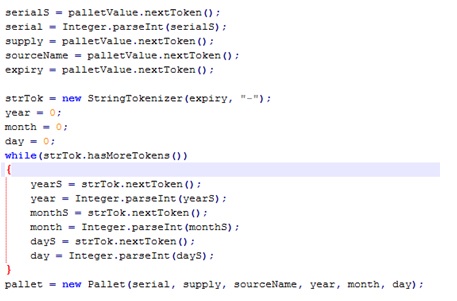 serialS = palletValue.nextToken();
serial = Integer.parseInt(serialS);
supply = palletValue.nextToken();
sourceName = palletValue.nextToken();
expiry = palletValue.nextToken();

strTok = new StringTokenizer(expiry, "-");
year = 0;
month = 0;
day = 0;
while(strTok.hasMoreTokens())
{
    yearS = strTok.nextToken();
    year = Integer.parseInt(yearS);
    monthS = strTok.nextToken();
    month = Integer.parseInt(monthS);
    dayS = strTok.nextToken();
    day = Integer.parseInt(dayS);
}
pallet = new Pallet(serial, supply, sourceName, year, month, day);